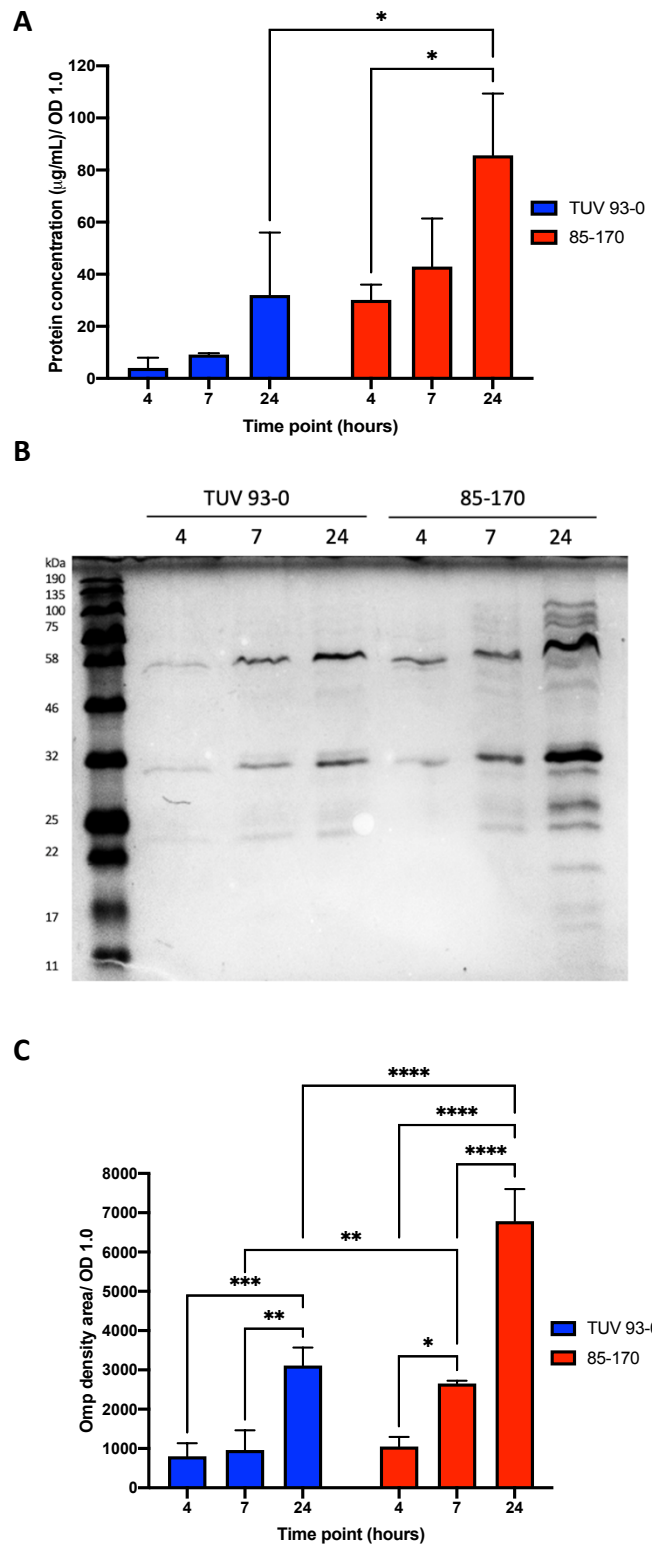 A
*
*
120
100
80
60
40
20
0
Protein concentration (µg/mL)/ OD 1.0
4 7 24 4 7 24
Time point (hours)
TUV 93-0
85-170
B
TUV 93-0 85-170
4 7 24 4 7 24
kDa
190
135
100
75
58
46
32
25
22
17
11
C
****
****
****
**
***
**
*
8000
7000
6000
5000
4000
3000
2000
1000
0
Omp density area/ OD 1.0
4 7 24 4 7 24
Time point (hours)
TUV 93-0
85-170